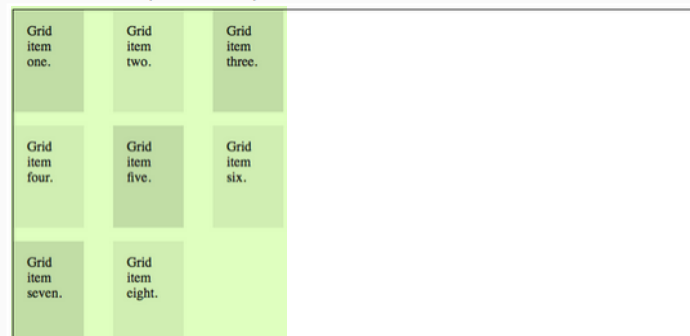 Grid
item
one.
Grid
item
two.
Grid
item
three.
Grid
item
four.
Grid
item
five.
Grid
item
six.
Grid
item
seven.
Grid
item
eight.